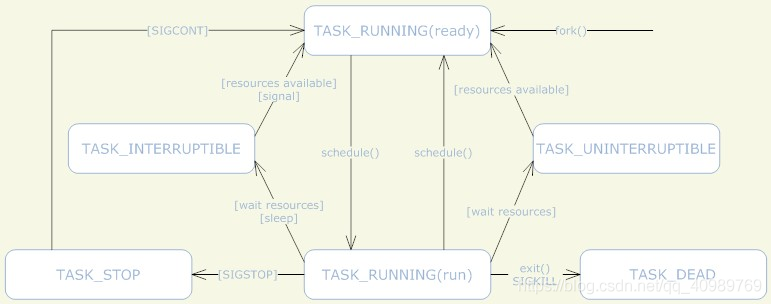 [SIGCONT]
TASK_RUNNING(ready)
fork()
[resources available]
[signal]
[resources available]
TASK_INTERRUPTIBLE
schedule()
schedule()
TASK_UNINTERRUPTIBLE
[wait resources]
[sleep]
[wait resources]
TASK_STOP
[SIGSTOP]
TASK_RUNNING(run)
exit()
SIGKILL
TASK_DEAD
https://blog.csdn.net/qq_40989769